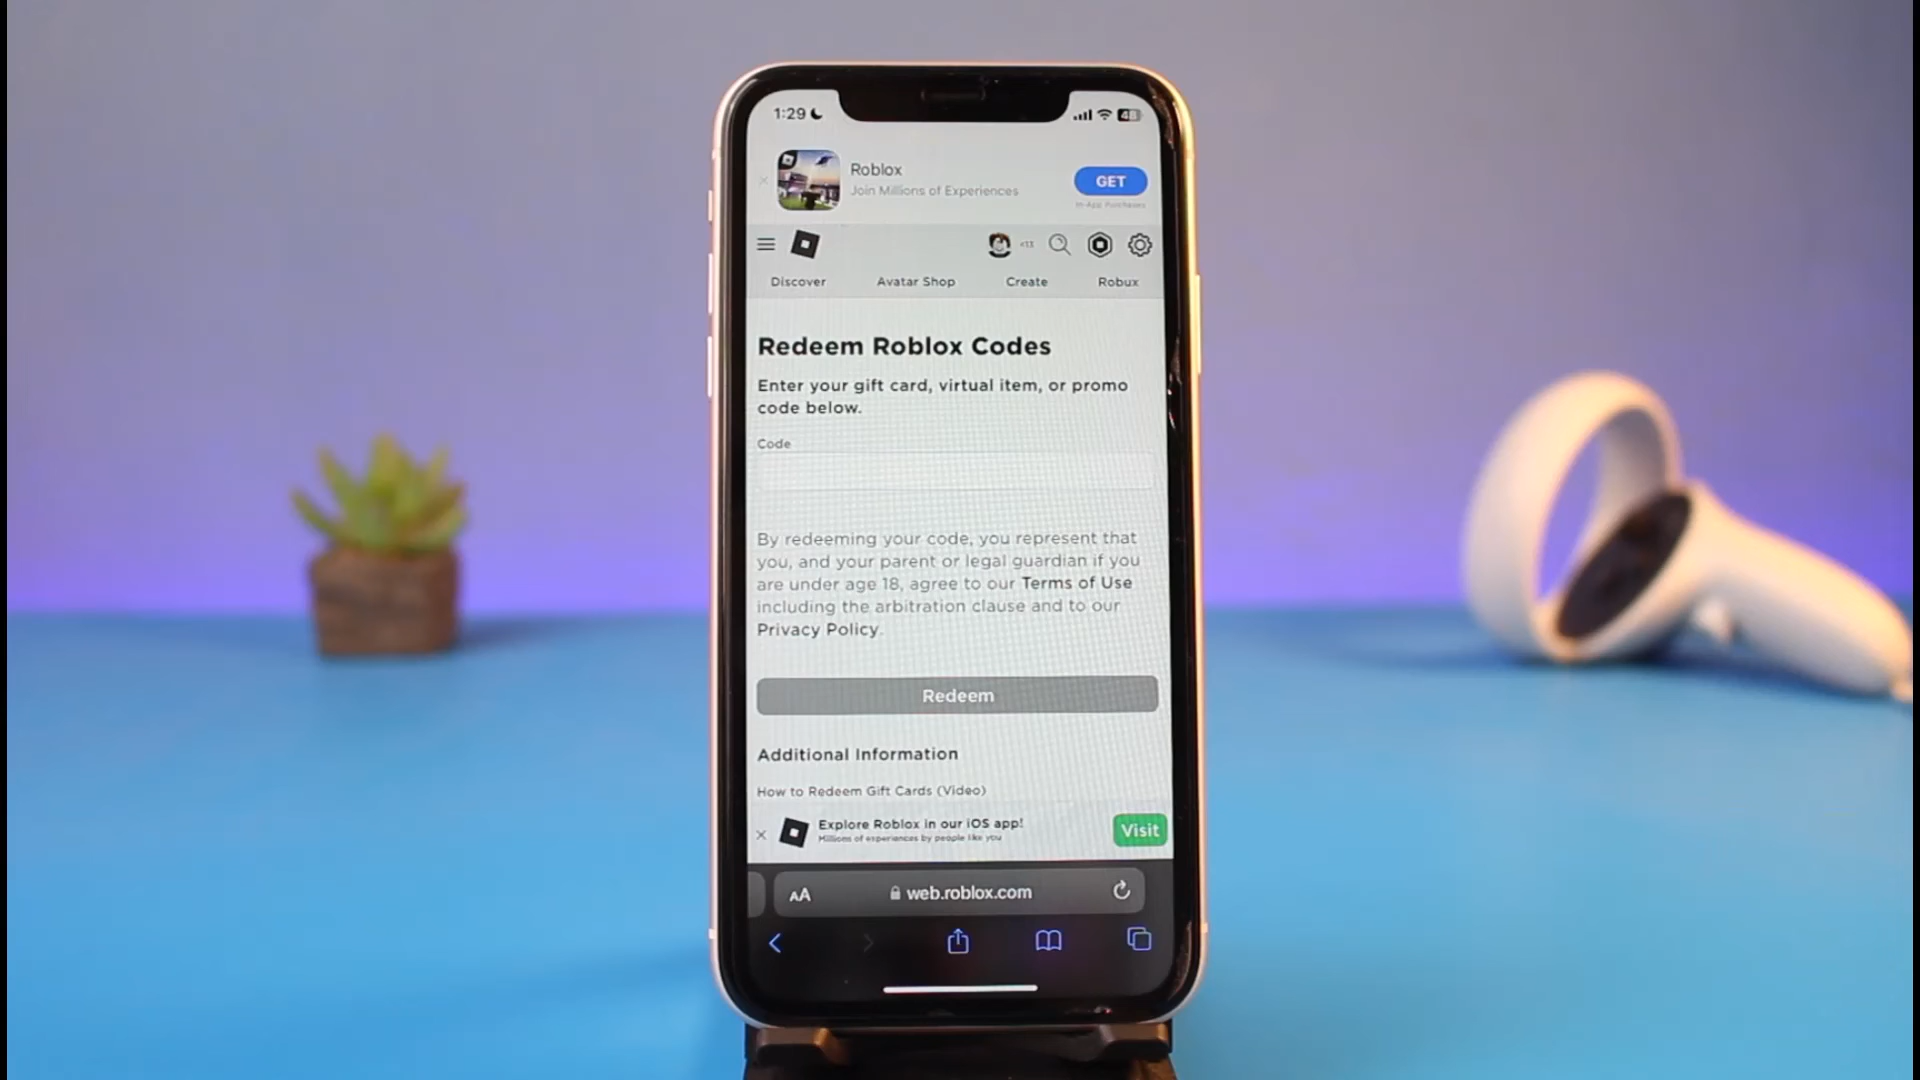 1:29
48
Roblox
Join Millions of Experiences
GET
In-App Purchases
<13
Discover Avatar Shop Create Robux
Redeem Roblox Codes
Enter your gift card, virtual item, or promo
code below.
Code
By redeeming your code, you represent that
you, and your parent or legal guardian if you
are under age 18, agree to our Terms of Use
including the arbitration clause and to our
Privacy Policy.
Redeem
Additional Information
How to Redeem Gift Cards (Video)
Explore Roblox in our iOS app!
Millions of experiences by people like you
Visit
AA web.roblox.com